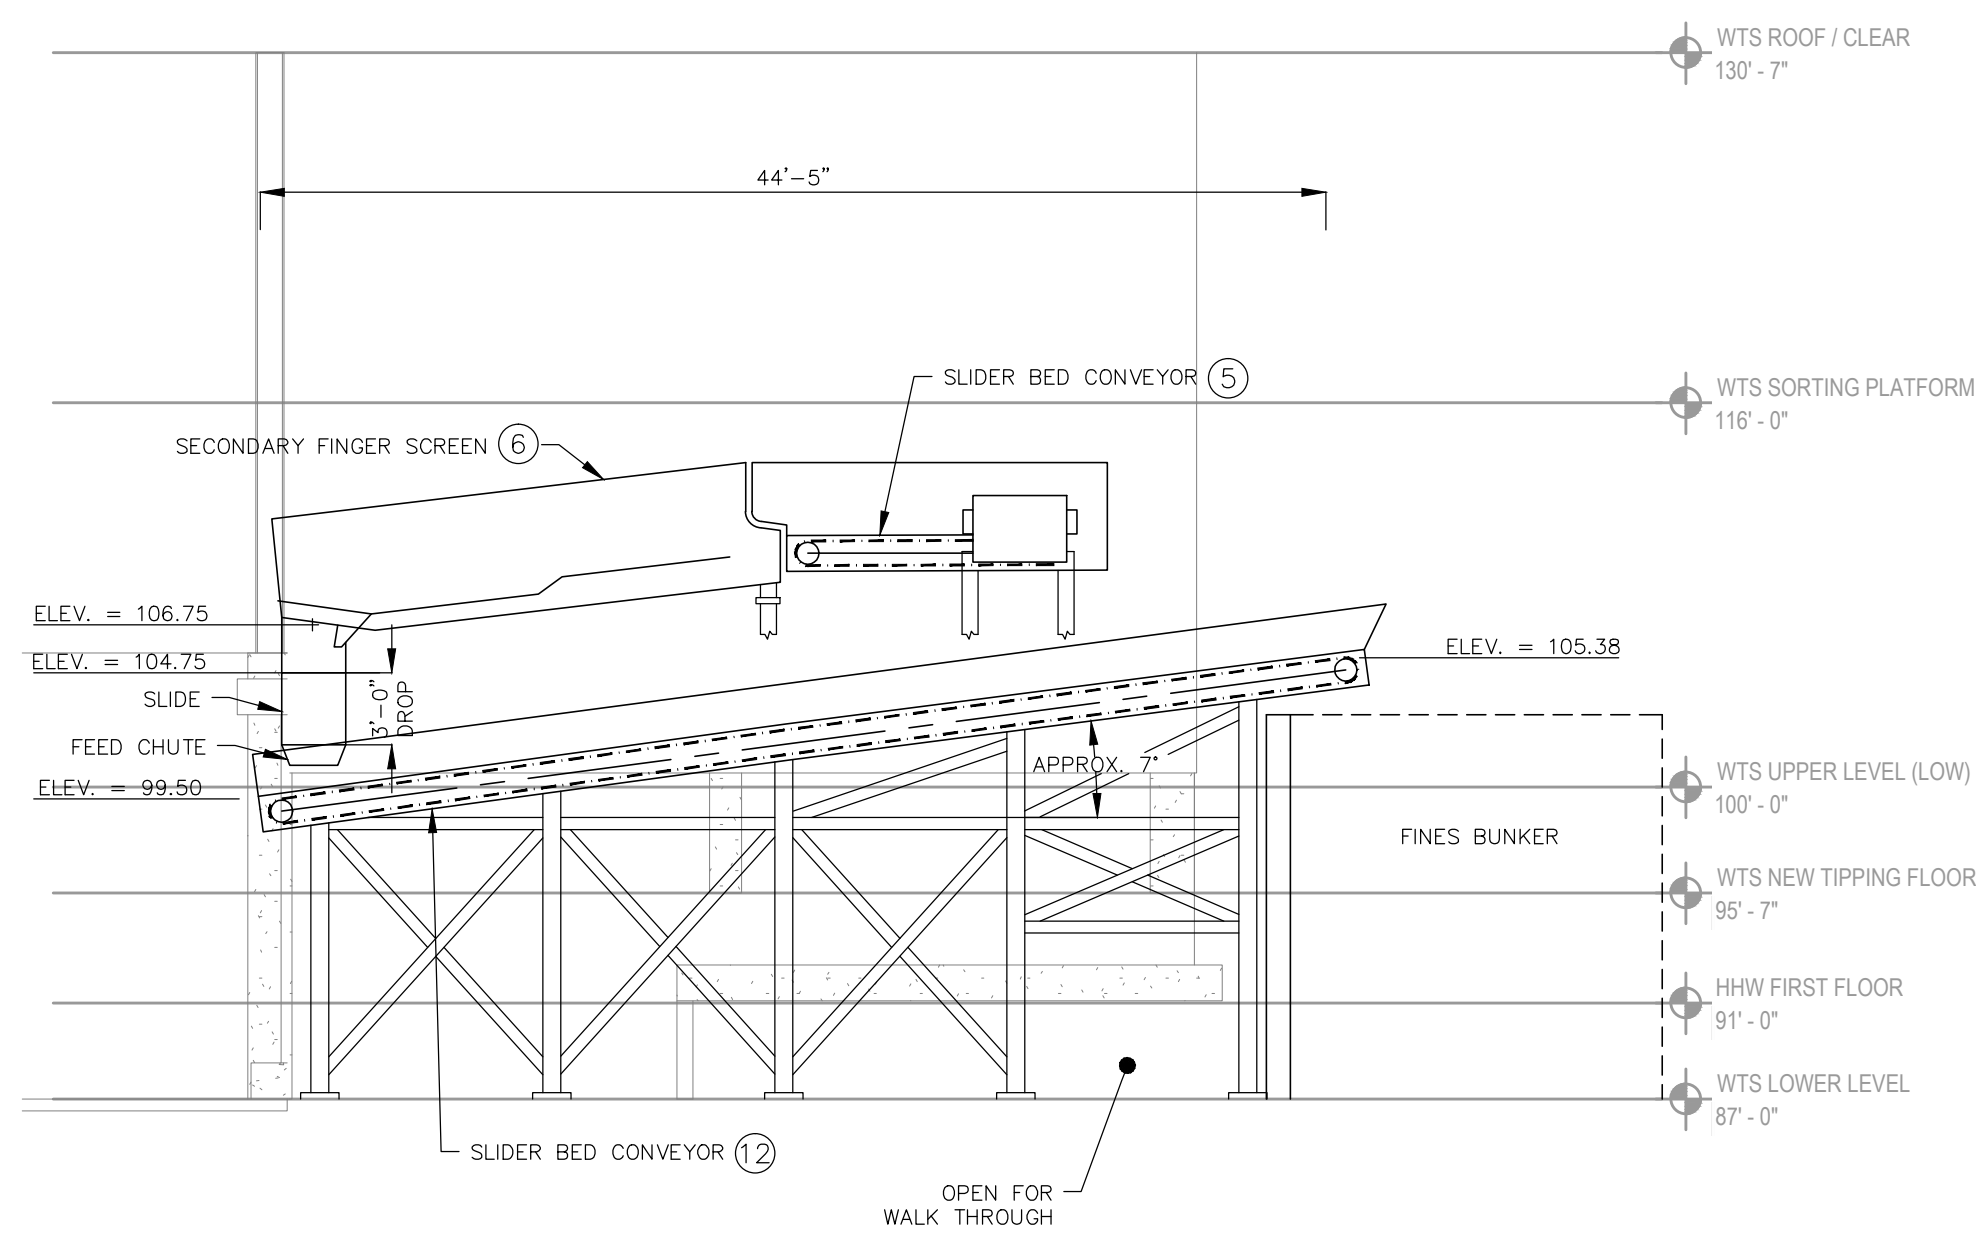 WTS ROOF / CLEAR
130' - 7"
44'-5"
SLIDER BED CONVEYOR 5
WTS SORTING PLATFORM
116' - 0"
SECONDARY FINGER SCREEN 6
ELEV. = 106.75
ELEV. = 104.75
ELEV. = 105.38
SLIDE
3'-0"
DROP
FEED CHUTE
APPROX. 7°
ELEV. = 99.50
WTS UPPER LEVEL (LOW)
100' - 0"
FINES BUNKER
WTS NEW TIPPING FLOOR
95' - 7"
HHW FIRST FLOOR
91' - 0"
WTS LOWER LEVEL
87' - 0"
SLIDER BED CONVEYOR 12
OPEN FOR
WALK THROUGH